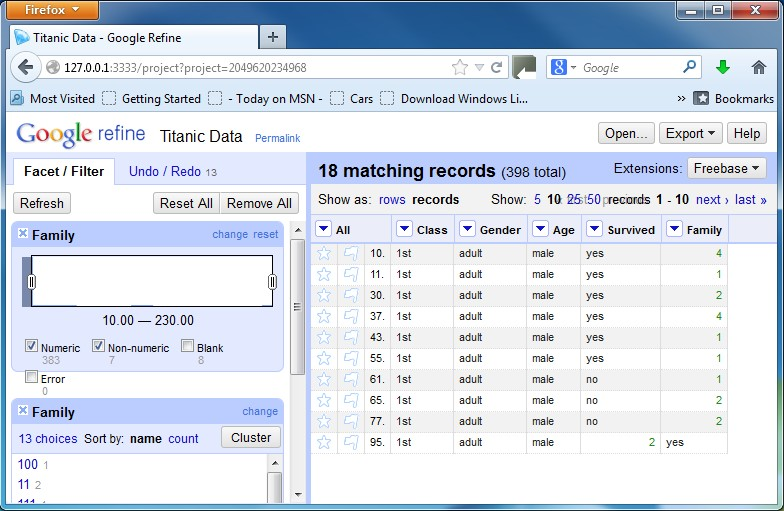 Firefox
Titanic Data - Google Refine
127.0.0.1:3333/project?project=2049620234968
Google
Most Visited Getting Started - Today on MSN - Cars Download Windows Li... » Bookmarks
Google refine Titanic Data Permalink Open... Export Help
Facet / Filter Undo / Redo 13
Refresh Reset All Remove All
Family change reset
10.00 — 230.00
Numeric Non-numeric Blank
383 7 8
Error
0
Family change
13 choices Sort by: name count Cluster
100 1
11 2
111
18 matching records (398 total) Extensions: Freebase
Show as: rows records Show: 5 10 25 50 records 1 - 10 next › last »
All Class Gender Age Survived Family
10. 1st adult male yes 4
11. 1st adult male yes 1
30. 1st adult male yes 2
37. 1st adult male yes 4
43. 1st adult male yes 1
55. 1st adult male yes 1
61. 1st adult male no 1
65. 1st adult male no 2
77. 1st adult male no 2
95. 1st adult male 2 yes